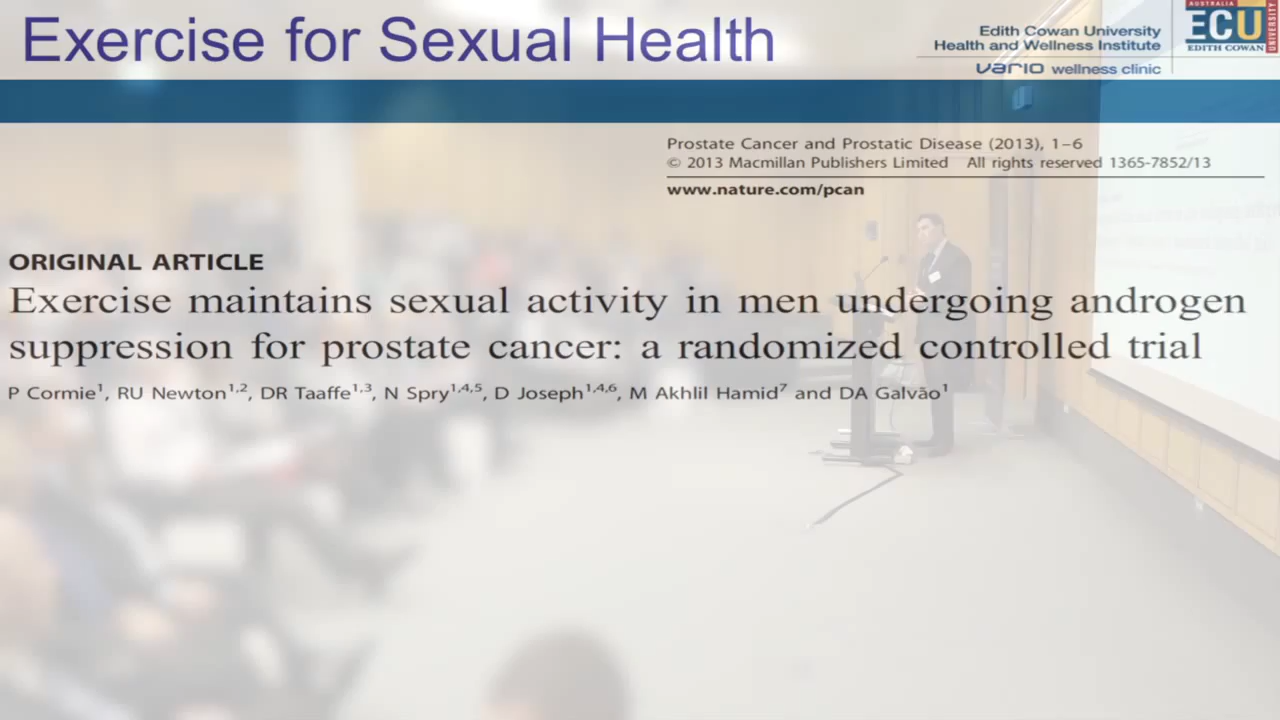 Exercise for Sexual Health
Edith Cowan University
Health and Wellness Institute
vario wellness clinic
AUSTRALIA
ECU
EDITH COWAN
UNIVERSITY
Prostate Cancer and Prostatic Disease (2013), 1–6
© 2013 Macmillan Publishers Limited All rights reserved 1365-7852/13
www.nature.com/pcan
ORIGINAL ARTICLE
Exercise maintains sexual activity in men undergoing androgen
suppression for prostate cancer: a randomized controlled trial
P Cormie¹, RU Newton¹,², DR Taaffe¹,³, N Spry¹,⁴,⁵, D Joseph¹,⁴,⁶, M Akhlil Hamid⁷ and DA Galvão¹